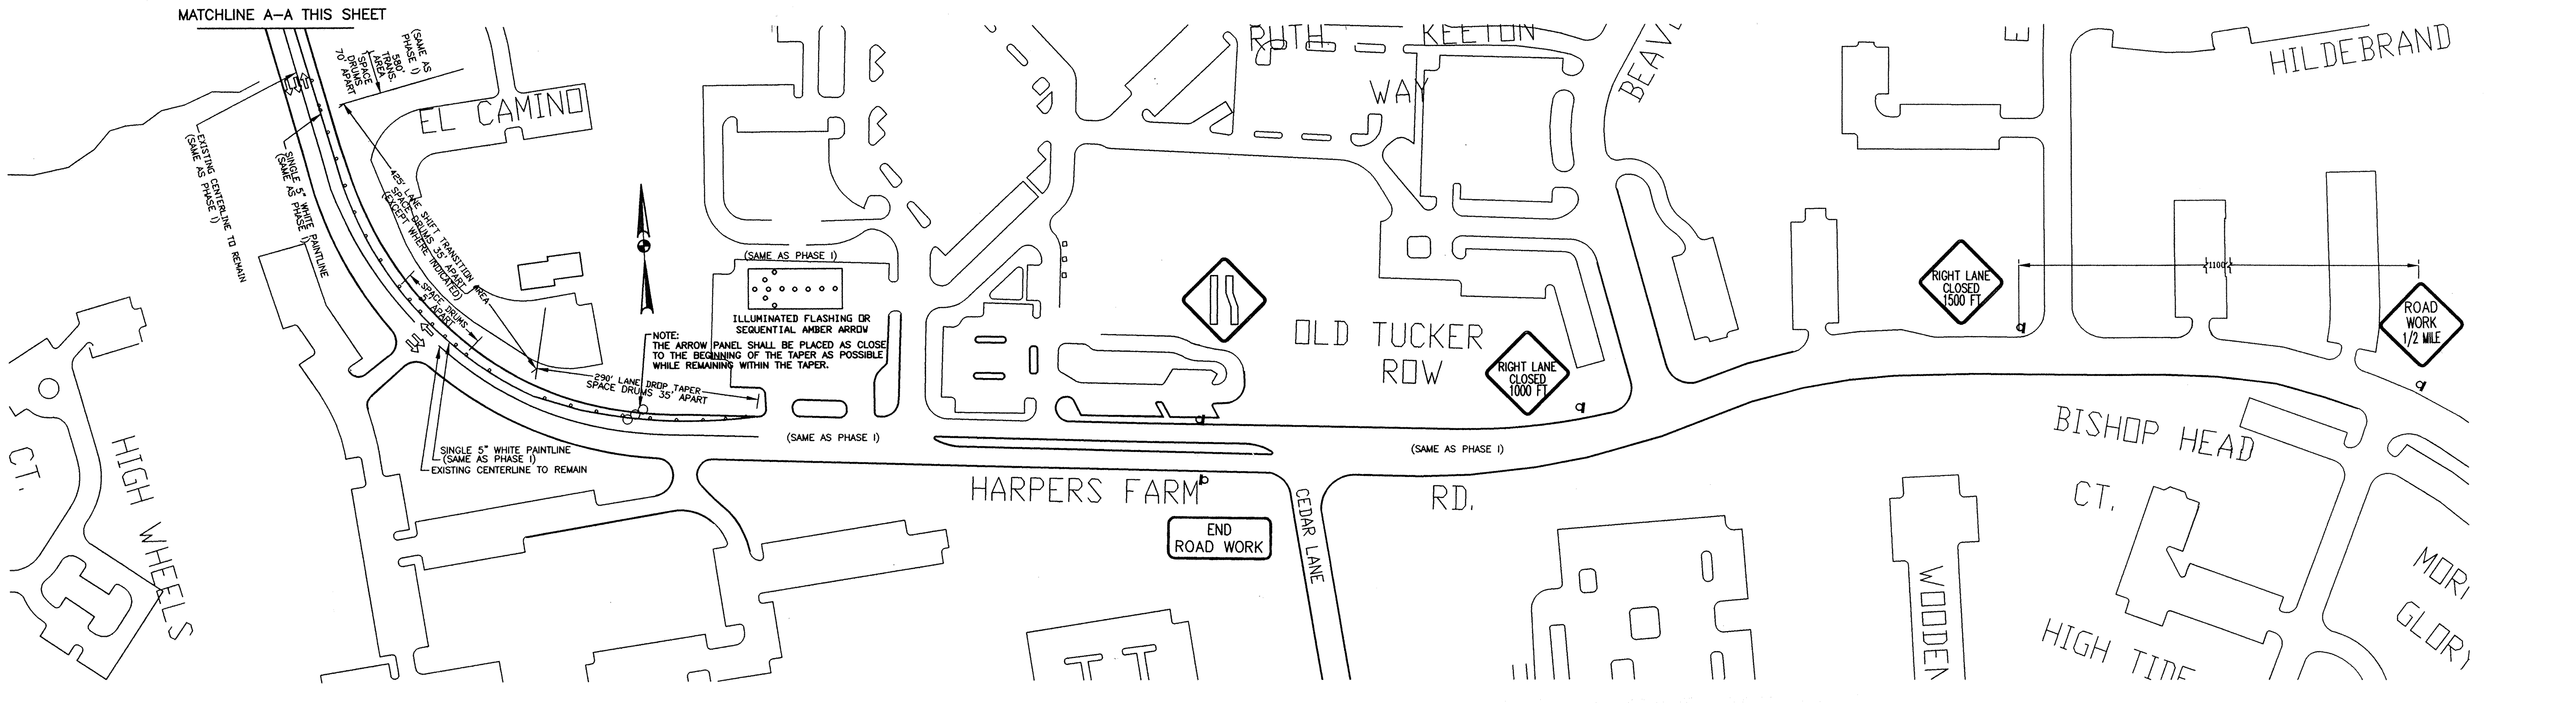 MATCHLINE A-A THIS SHEET
(SAME AS
PHASE I)
580'
TRANS.
AREA
SPACE
DRUMS
70' APART
EL CAMINO
EXISTING CENTERLINE TO REMAIN
(SAME AS PHASE I)
SINGLE 5" WHITE PAINTLINE
(SAME AS PHASE I)
425' LANE SHIFT TRANSITION AREA
SPACE DRUMS 35' APART
(EXCEPT WHERE INDICATED)
SPACE DRUMS
5' APART
290' LANE DROP TAPER
SPACE DRUMS 35' APART
(SAME AS PHASE I)
ILLUMINATED FLASHING OR
SEQUENTIAL AMBER ARROW
NOTE:
THE ARROW PANEL SHALL BE PLACED AS CLOSE
TO THE BEGINNING OF THE TAPER AS POSSIBLE
WHILE REMAINING WITHIN THE TAPER.
SINGLE 5" WHITE PAINTLINE
(SAME AS PHASE I)
EXISTING CENTERLINE TO REMAIN
(SAME AS PHASE I)
HIGH WHEELS
CT.
RUTH KEETON
WAY
BEAV
E
HILDEBRAND
OLD TUCKER
ROW
RIGHT LANE
CLOSED
1000 FT
RIGHT LANE
CLOSED
1500 FT
1100'
ROAD
WORK
1/2 MILE
(SAME AS PHASE I)
HARPERS FARM RD.
END
ROAD WORK
CEDAR LANE
BISHOP HEAD
CT.
WOODEN
HIGH TIDE
MOR
GLORY